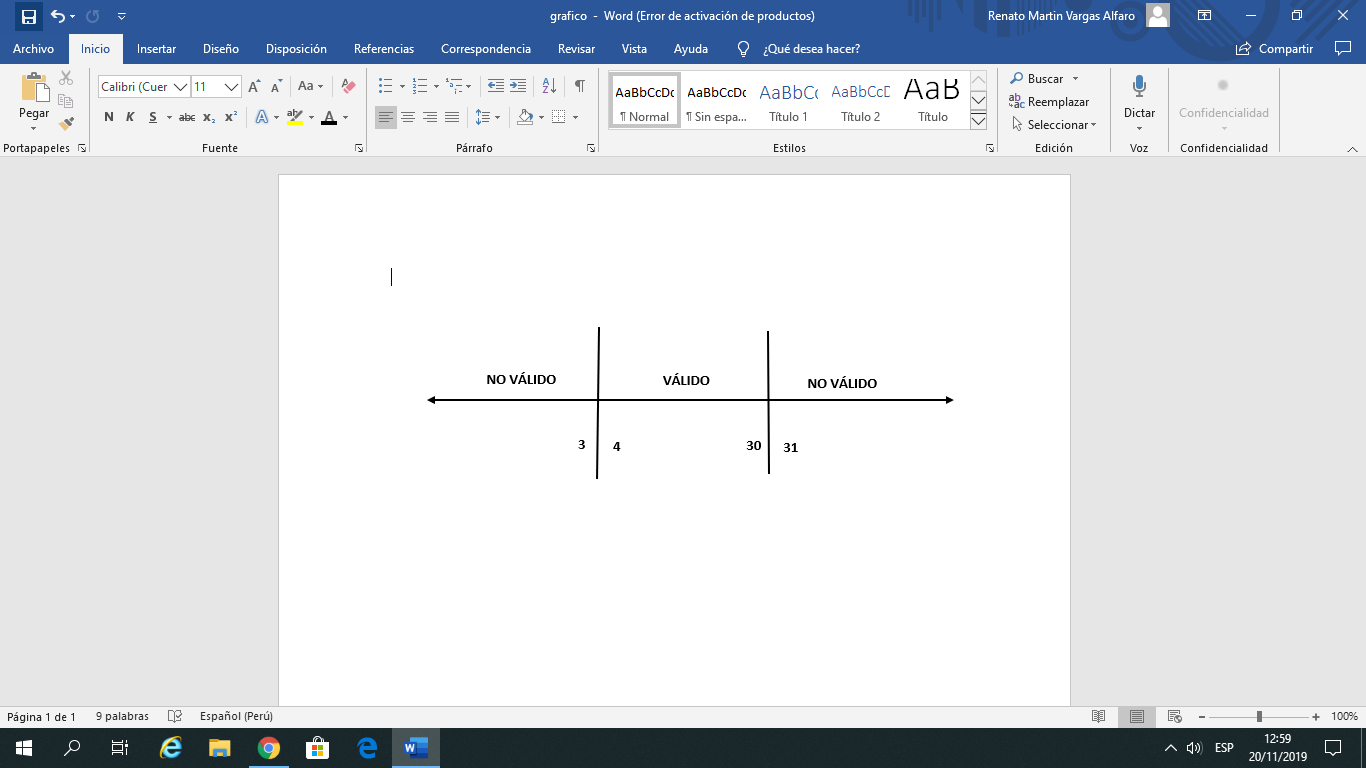 grafico - Word (Error de activación de productos)
Renato Martin Vargas Alfaro
Archivo Inicio Insertar Diseño Disposición Referencias Correspondencia Revisar Vista Ayuda ¿Qué desea hacer? Compartir
Pegar
Calibri (Cuer 11 Aa
N K S abc x₂ x² A A
AaBbCcDc AaBbCcDc AaBbCc AaBbCcD AaB
¶ Normal ¶ Sin espa... Título 1 Título 2 Título
Buscar
Reemplazar
Seleccionar
Dictar
Confidencialidad
Portapapeles Fuente Párrafo Estilos Edición Voz Confidencialidad
NO VÁLIDO VÁLIDO NO VÁLIDO
3 4 30 31
Página 1 de 1 9 palabras Español (Perú) 100%
ESP 12:59
20/11/2019